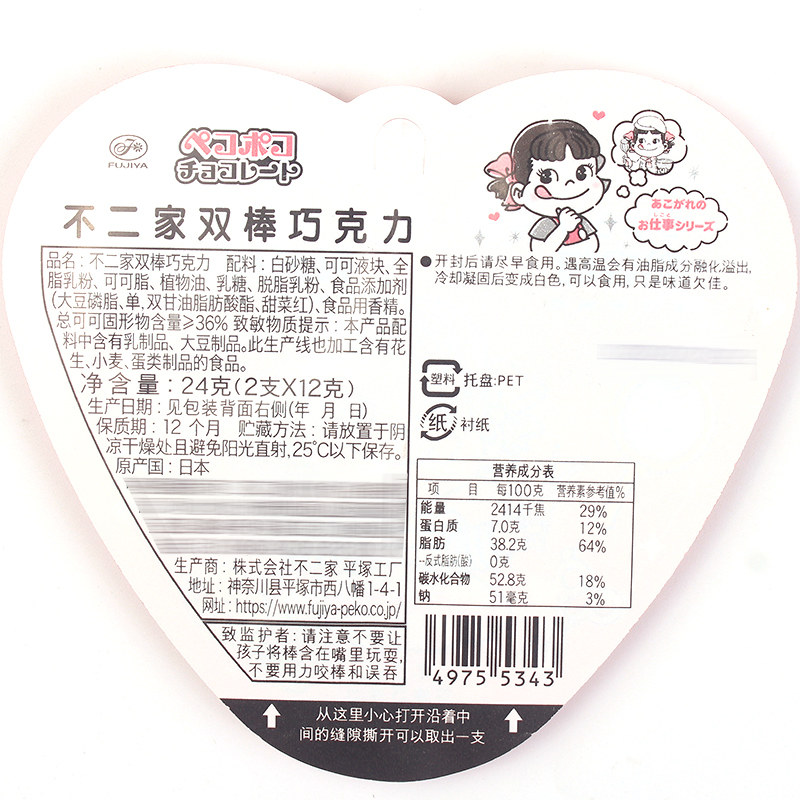 FUJIYA
ペコポコ
チョコレート
あこがれの
お仕事シリーズ
しごと
不二家双棒巧克力
品名：不二家双棒巧克力 配料：白砂糖、可可液块、全
脂乳粉、可可脂、植物油、乳糖、脱脂乳粉、食品添加剂
(大豆磷脂，单，双甘油脂肪酸酯、甜菜红)、食品用香精。
总可可固形物含量≥36% 致敏物质提示：本产品配
料中含有乳制品、大豆制品。此生产线也加工含有花
生、小麦、蛋类制品的食品。
净含量：24克(2支X12克)
生产日期：见包装背面右侧(年 月 日)
保质期：12 个月 贮藏方法：请放置于阴
凉干燥处且避免阳光直射，25℃以下保存。
原产国：日本
生产商：株式会社不二家 平塚工厂
地址：神奈川县平塚市西八幡1-4-1
网址：https://www.fujiya-peko.co.jp/
致监护者：请注意不要让
孩子将棒含在嘴里玩耍，
不要用力咬棒和误吞
●开封后请尽早食用。遇高温会有油脂成分融化溢出，
冷却凝固后变成白色，可以食用，只是味道欠佳。
塑料 托盘:PET
纸 衬纸
营养成分表
项 目 每100克 营养素参考值%
能量 2414千焦 29%
蛋白质 7.0克 12%
脂肪 38.2克 64%
--反式脂肪(酸) 0克
碳水化合物 52.8克 18%
钠 51毫克 3%
4975 5343
从这里小心打开沿着中
间的缝隙撕开可以取出一支